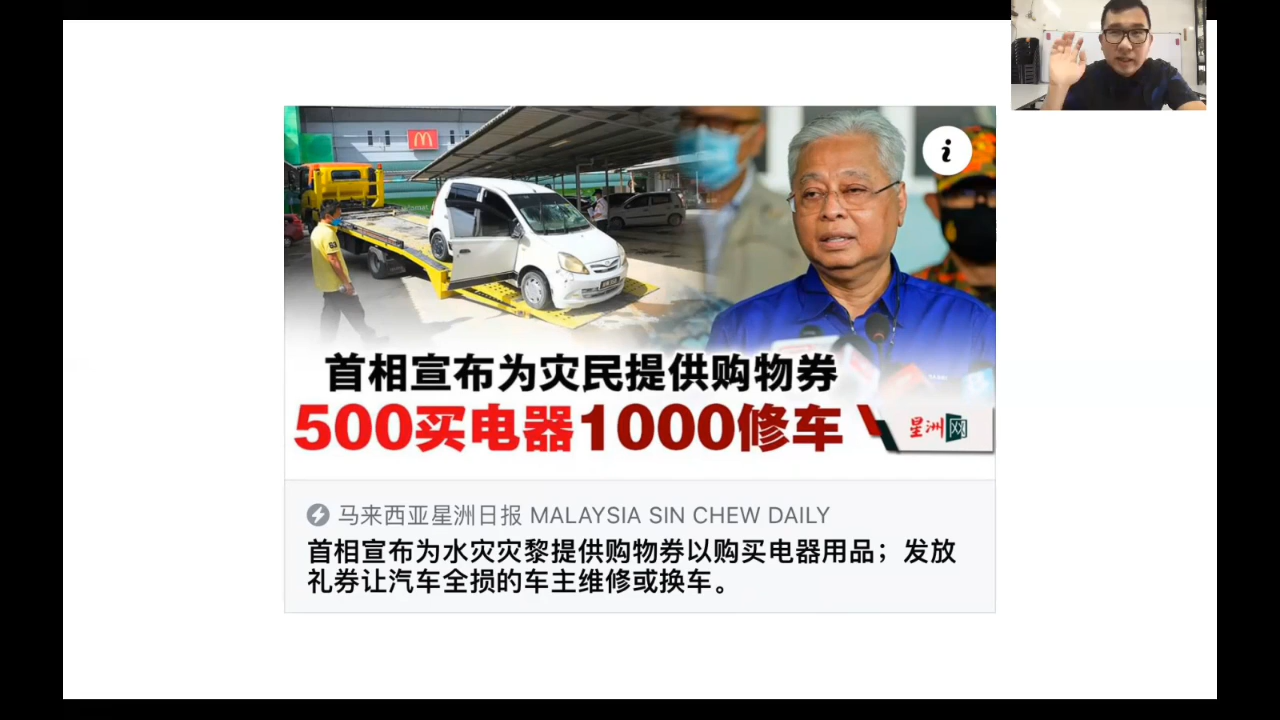 首相宣布为灾民提供购物券
500买电器1000修车
星洲网
马来西亚星洲日报 MALAYSIA SIN CHEW DAILY
首相宣布为水灾灾黎提供购物券以购买电器用品；发放
礼券让汽车全损的车主维修或换车。